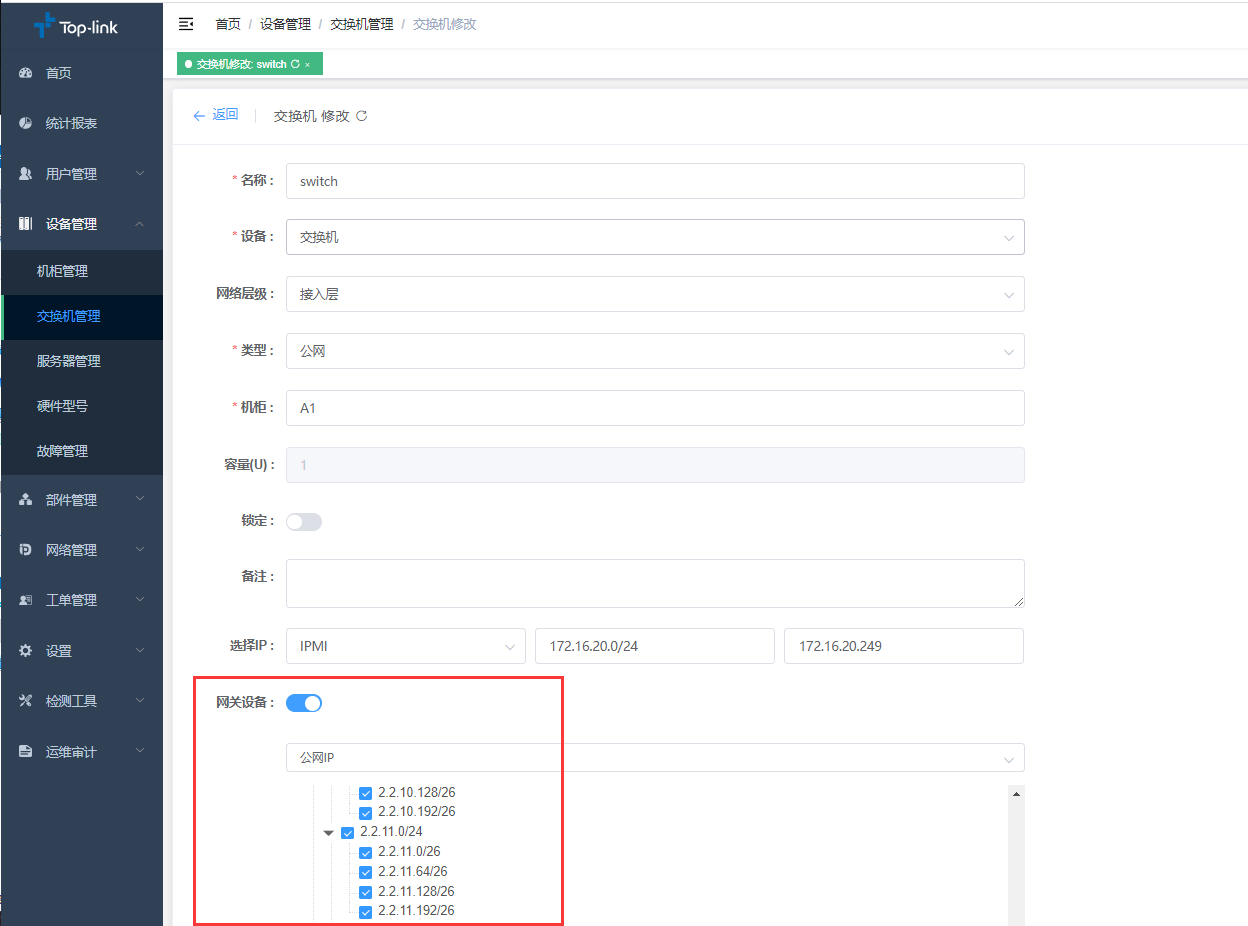 Top-link
首页 / 设备管理 / 交换机管理 / 交换机修改
交换机修改: switch ×
首页
统计报表
用户管理
设备管理
机柜管理
交换机管理
服务器管理
硬件型号
故障管理
部件管理
网络管理
工单管理
设置
检测工具
运维审计
返回 交换机 修改
* 名称 : switch
* 设备 : 交换机
网络层级 : 接入层
* 类型 : 公网
* 机柜 : A1
容量(U) : 1
锁定 :
备注 :
选择IP : IPMI 172.16.20.0/24 172.16.20.249
网关设备 :
公网IP
2.2.10.128/26
2.2.10.192/26
2.2.11.0/24
2.2.11.0/26
2.2.11.64/26
2.2.11.128/26
2.2.11.192/26